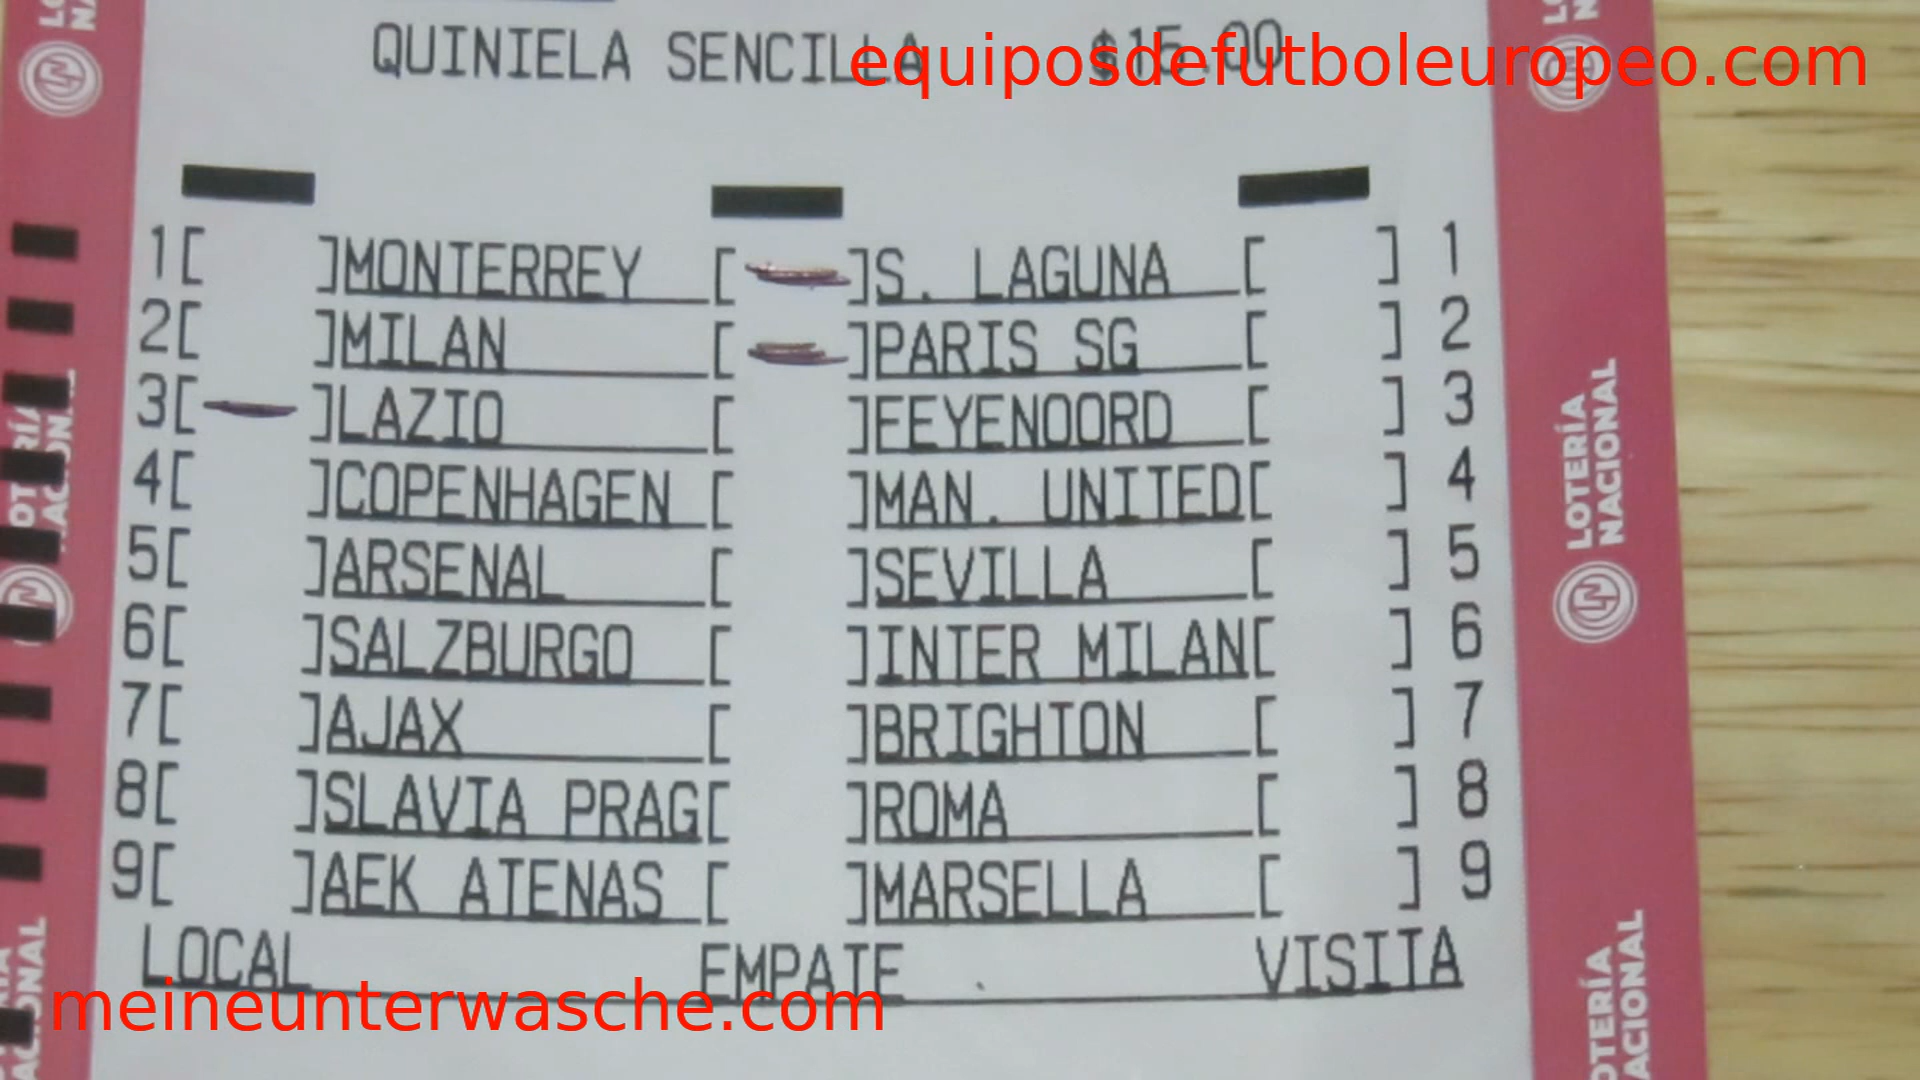 QUINIELA SENCILLA $15.00
equiposdefutboleuropeo.com
1[ ]MONTERREY [ ]S. LAGUNA [ ] 1
2[ ]MILAN [ ]PARIS SG [ ] 2
3[ ]LAZIO [ ]FEYENOORD [ ] 3
4[ ]COPENHAGEN [ ]MAN. UNITED[ ] 4
5[ ]ARSENAL [ ]SEVILLA [ ] 5
6[ ]SALZBURGO [ ]INTER MILAN[ ] 6
7[ ]AJAX [ ]BRIGHTON [ ] 7
8[ ]SLAVIA PRAG[ ]ROMA [ ] 8
9[ ]AEK ATENAS [ ]MARSELLA [ ] 9
LOCAL EMPATE VISITA
meineunterwasche.com
LOTERÍA
NACIONAL